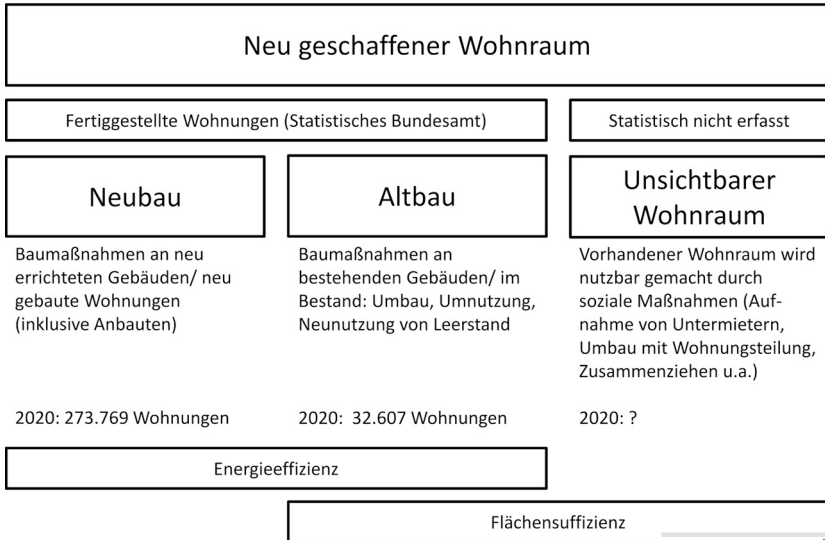 Neu geschaffener Wohnraum
Fertiggestellte Wohnungen (Statistisches Bundesamt)
Statistisch nicht erfasst
Neubau
Altbau
Unsichtbarer
Wohnraum
Baumaßnahmen an neu
errichteten Gebäuden/ neu
gebaute Wohnungen
(inklusive Anbauten)
2020: 273.769 Wohnungen
Baumaßnahmen an
bestehenden Gebäuden/ im
Bestand: Umbau, Umnutzung,
Neunutzung von Leerstand
2020:  32.607 Wohnungen
Vorhandener Wohnraum wird
nutzbar gemacht durch
soziale Maßnahmen (Auf-
nahme von Untermietern,
Umbau mit Wohnungsteilung,
Zusammenziehen u.a.)
2020: ?
Energieeffizienz
Flächensuffizienz